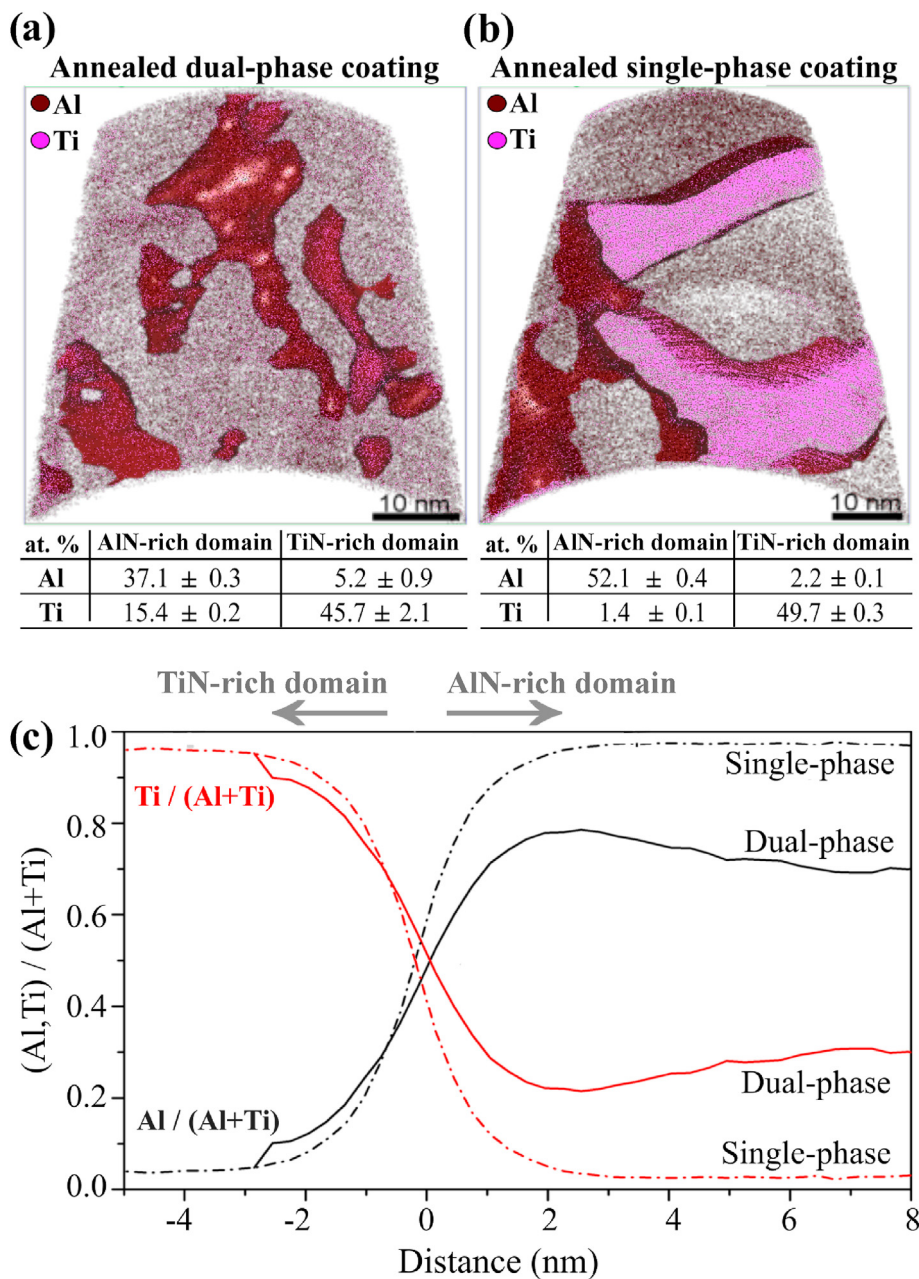 (a)
Annealed dual-phase coating
Al
Ti
10 nm
at. % AlN-rich domain TiN-rich domain
Al 37.1 ± 0.3 5.2 ± 0.9
Ti 15.4 ± 0.2 45.7 ± 2.1
(b)
Annealed single-phase coating
Al
Ti
10 nm
at. % AlN-rich domain TiN-rich domain
Al 52.1 ± 0.4 2.2 ± 0.1
Ti 1.4 ± 0.1 49.7 ± 0.3
TiN-rich domain AlN-rich domain
(c)
1.0
Single-phase
Ti / (Al+Ti)
0.8
Dual-phase
0.6
(Al,Ti) / (Al+Ti)
0.4
0.2
Dual-phase
Al / (Al+Ti)
Single-phase
0.0
-4 -2 0 2 4 6 8
Distance (nm)